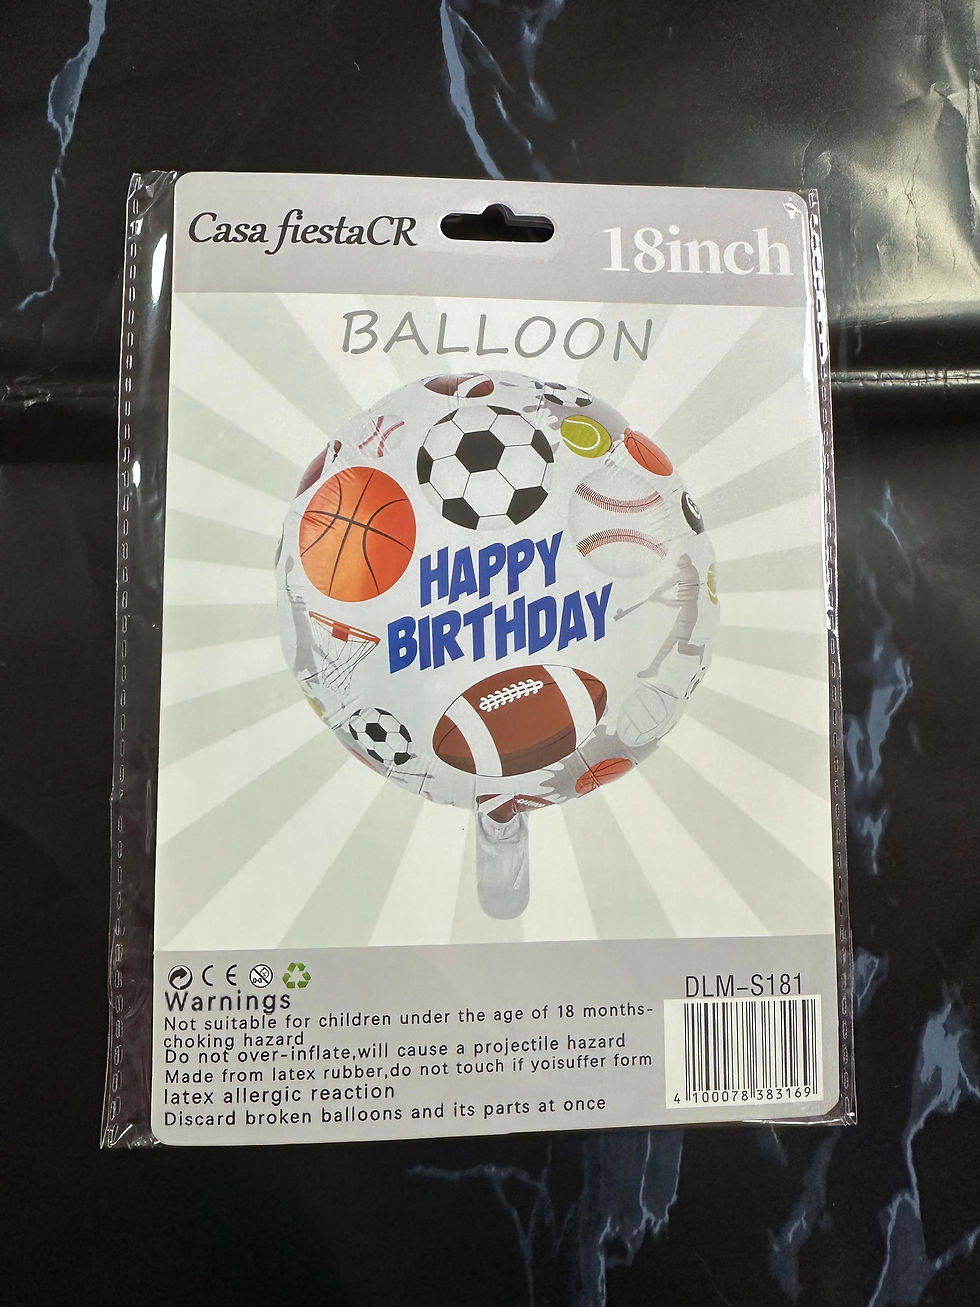 Casa fiestaCR
18inch
BALLOON
HAPPY
BIRTHDAY
CE
Warnings
Not suitable for children under the age of 18 months-
choking hazard
Do not over-inflate,will cause a projectile hazard
Made from latex rubber,do not touch if yoisuffer form
latex allergic reaction
Discard broken balloons and its parts at once
DLM-S181
4 100078 383169